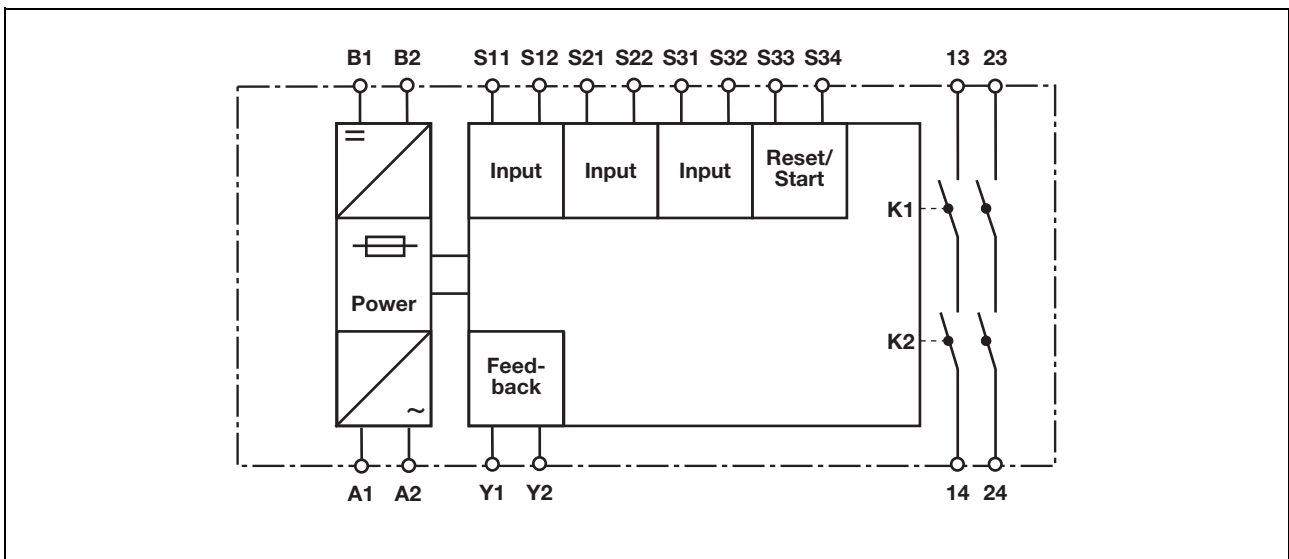 B1 B2 S11 S12 S21 S22 S31 S32 S33 S34 13 23
=
Input Input Input Reset/
Start
K1
Power
K2
Feed-
back
~
A1 A2 Y1 Y2 14 24